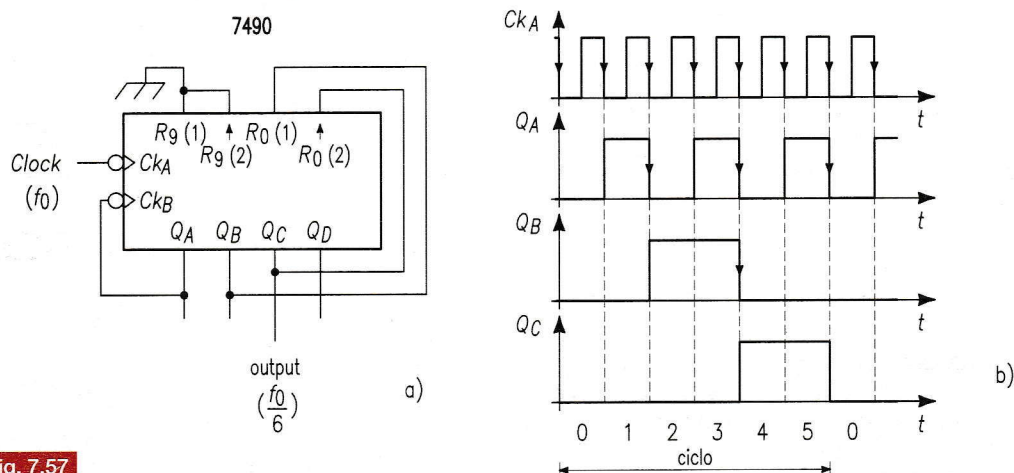 7490
R9(1)
R9(2)
R0(1)
R0(2)
Clock
(f0)
CkA
CkB
QA QB QC QD
output
(f0/6)
a)
CkA
t
QA
t
QB
t
QC
t
0 1 2 3 4 5 0
ciclo
b)
ig. 7.57